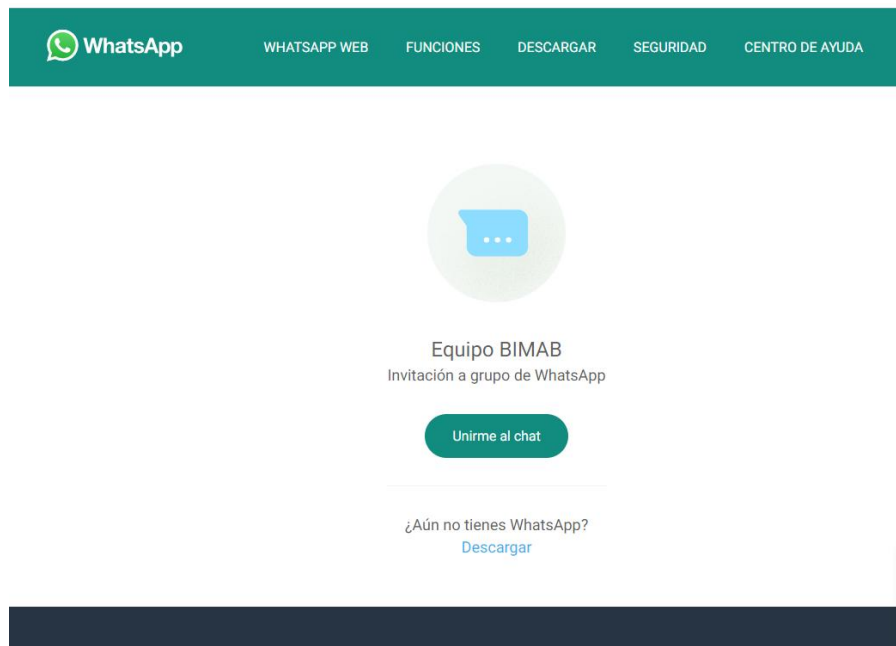 WhatsApp
WHATSAPP WEB FUNCIONES DESCARGAR SEGURIDAD CENTRO DE AYUDA
Equipo BIMAB
Invitación a grupo de WhatsApp
Unirme al chat
¿Aún no tienes WhatsApp?
Descargar